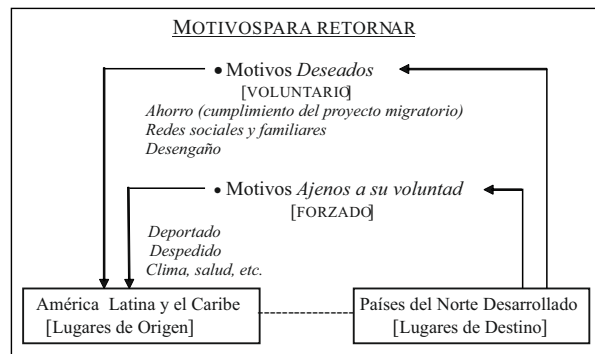 MOTIVOSPARA RETORNAR
• Motivos Deseados
[VOLUNTARIO]
Ahorro (cumplimiento del proyecto migratorio)
Redes sociales y familiares
Desengaño
• Motivos Ajenos a su voluntad
[FORZADO]
Deportado
Despedido
Clima, salud, etc.
América Latina y el Caribe
[Lugares de Origen]
Países del Norte Desarrollado
[Lugares de Destino]